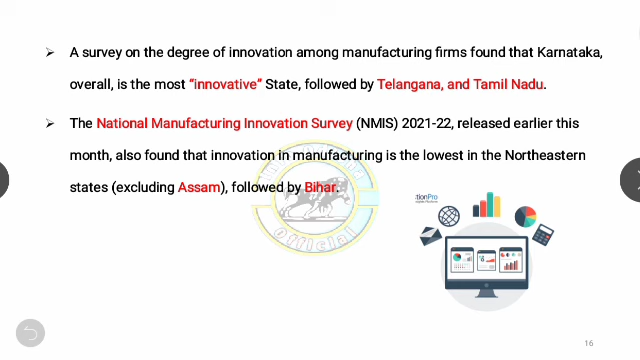 ➢ A survey on the degree of innovation among manufacturing firms found that Karnataka,
overall, is the most “innovative” State, followed by Telangana, and Tamil Nadu.
➢ The National Manufacturing Innovation Survey (NMIS) 2021-22, released earlier this
month, also found that innovation in manufacturing is the lowest in the Northeastern
states (excluding Assam), followed by Bihar.
tionPro
Official
16